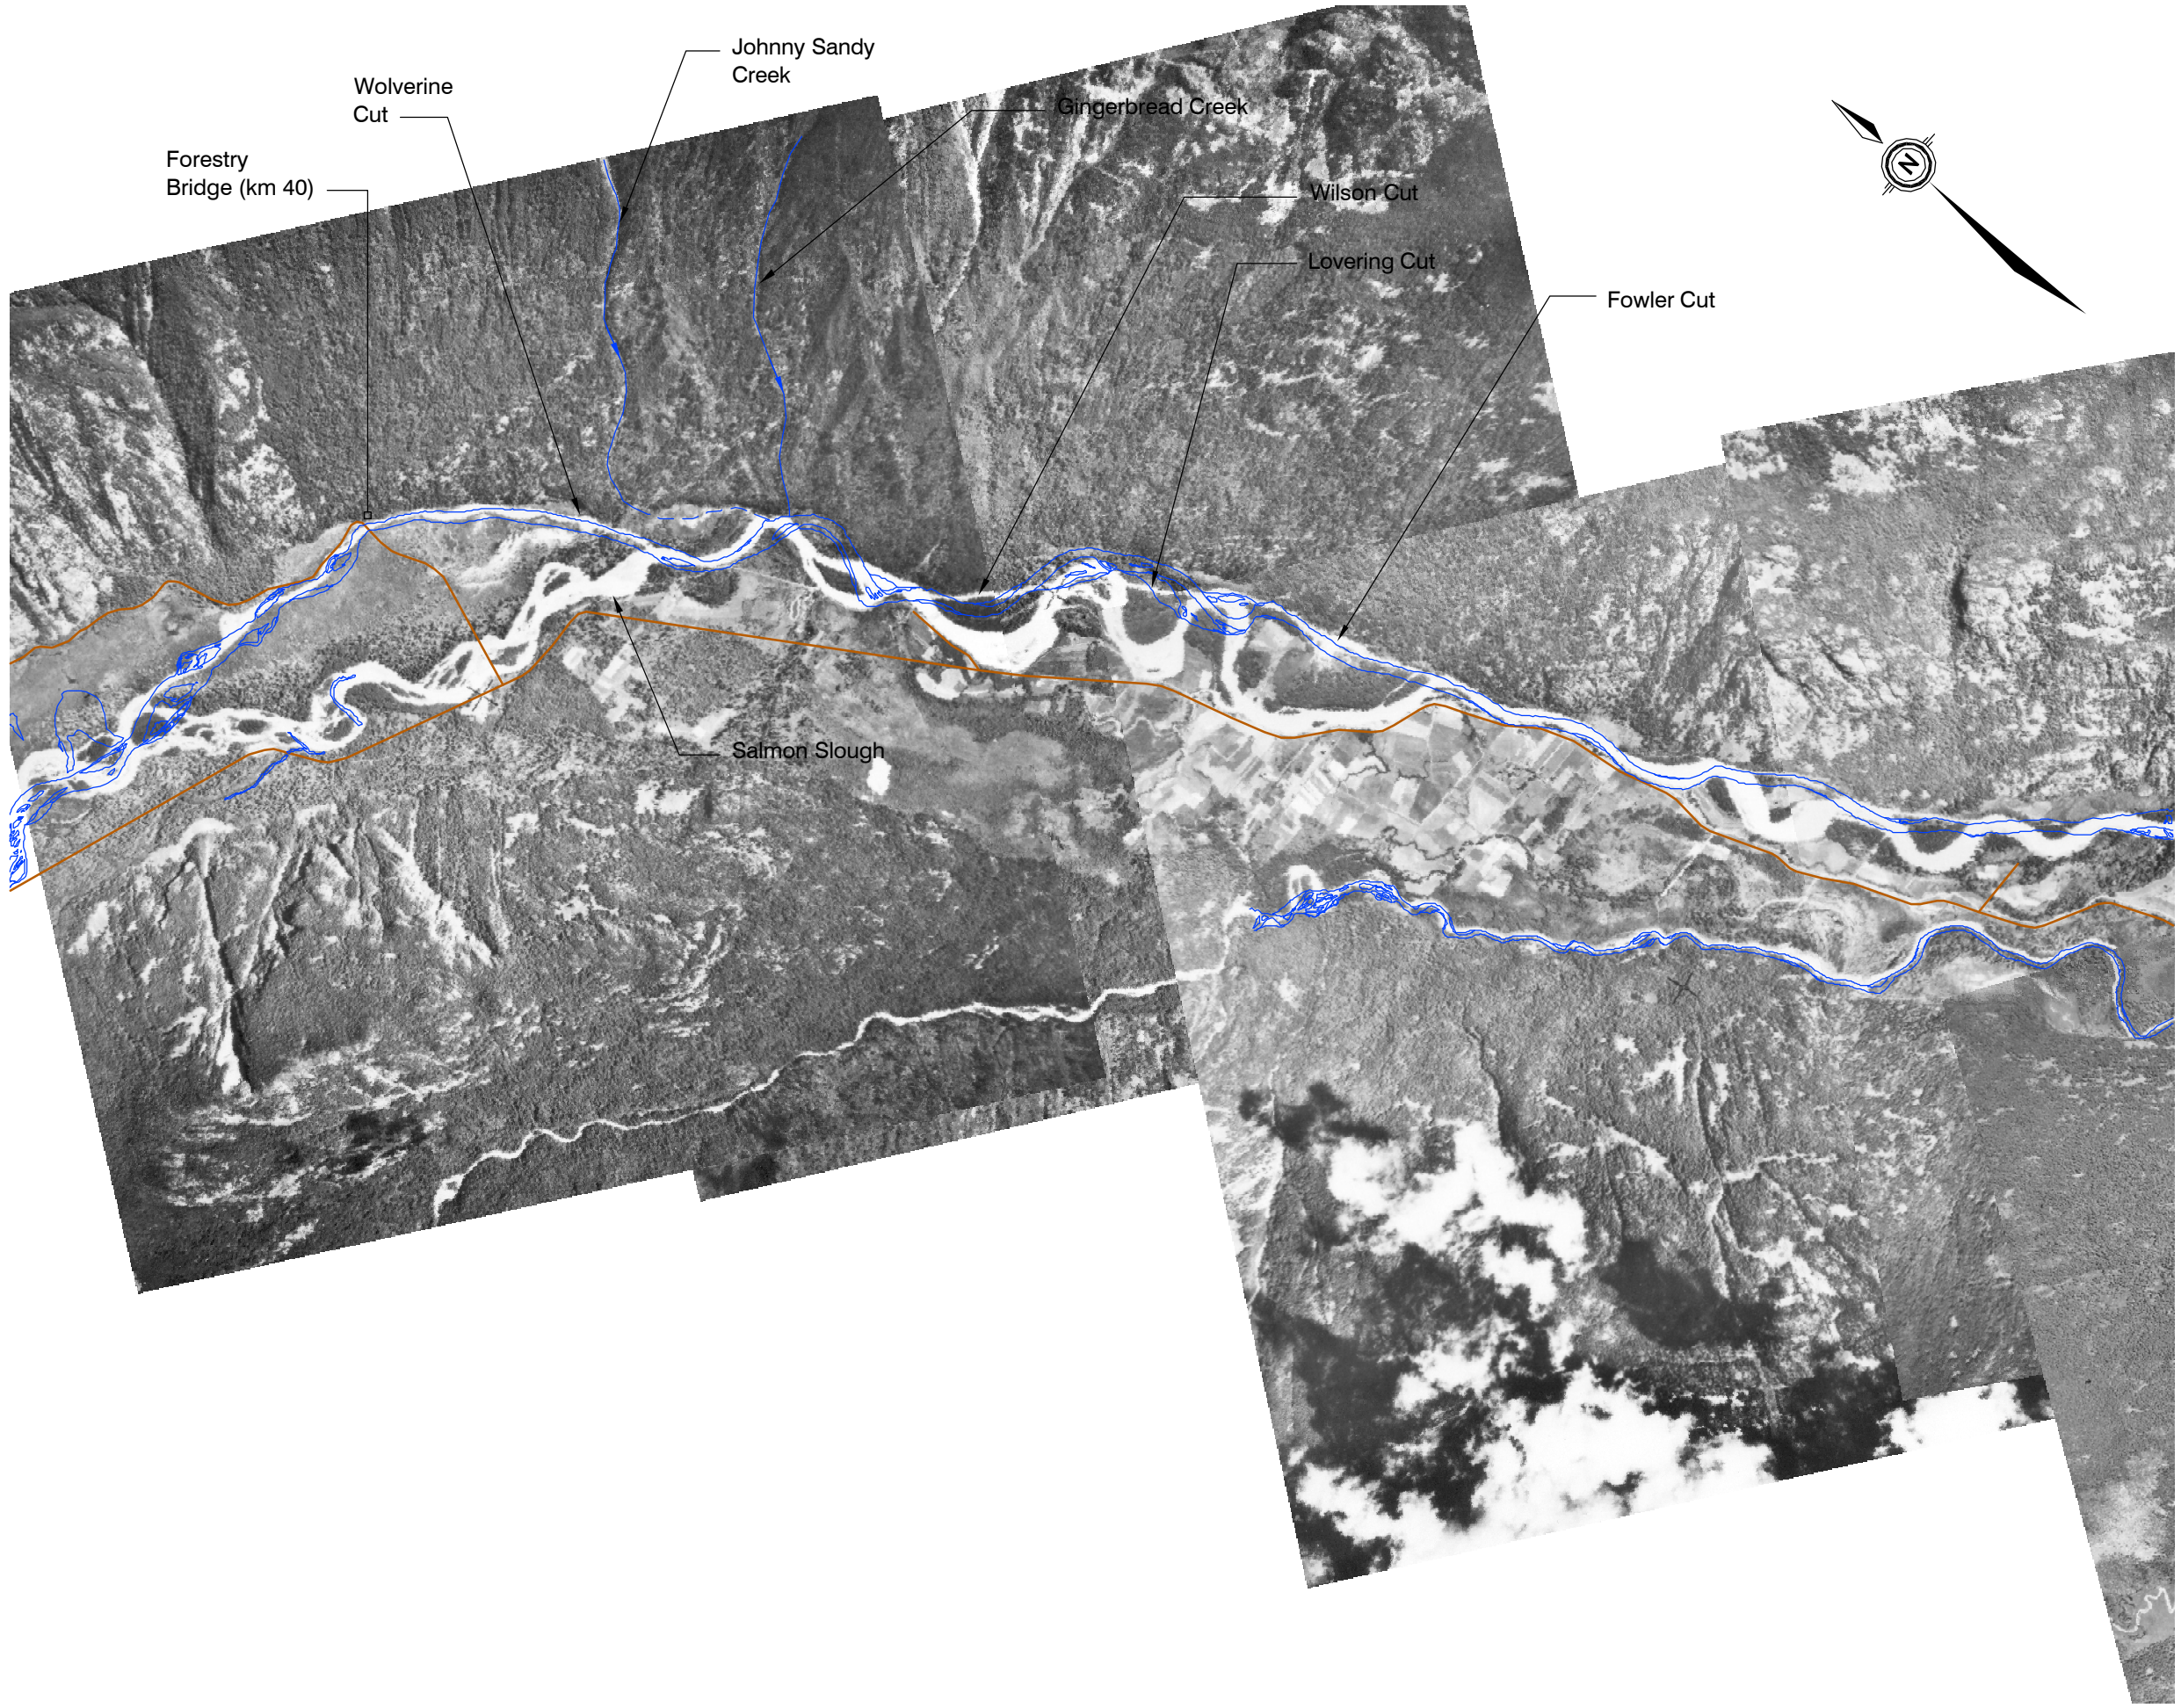 Johnny Sandy
Creek
Wolverine
Cut
Gingerbread Creek
Forestry
Bridge (km 40)
N
Wilson Cut
Lovering Cut
Fowler Cut
Salmon Slough